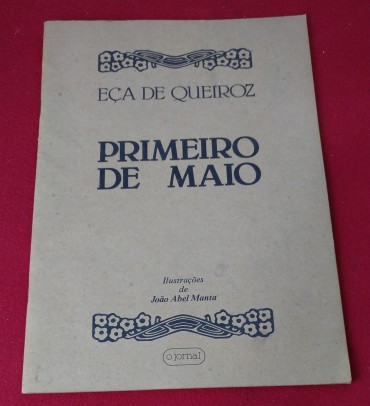 EÇA DE QUEIROZ
PRIMEIRO
DE MAIO
Ilustrações
de
João Abel Manta
o jornal